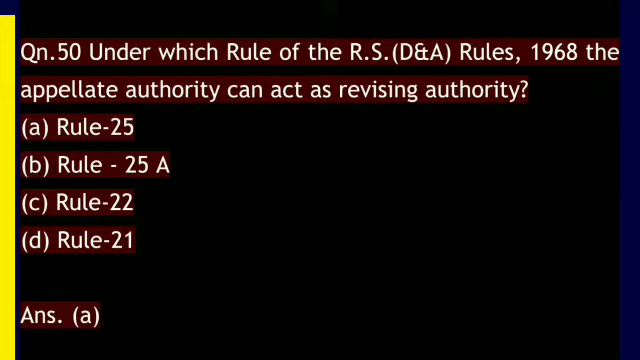 Qn.50 Under which Rule of the R.S.(D&A) Rules, 1968 the
appellate authority can act as revising authority?
(a) Rule-25
(b) Rule - 25 A
(c) Rule-22
(d) Rule-21
Ans. (a)